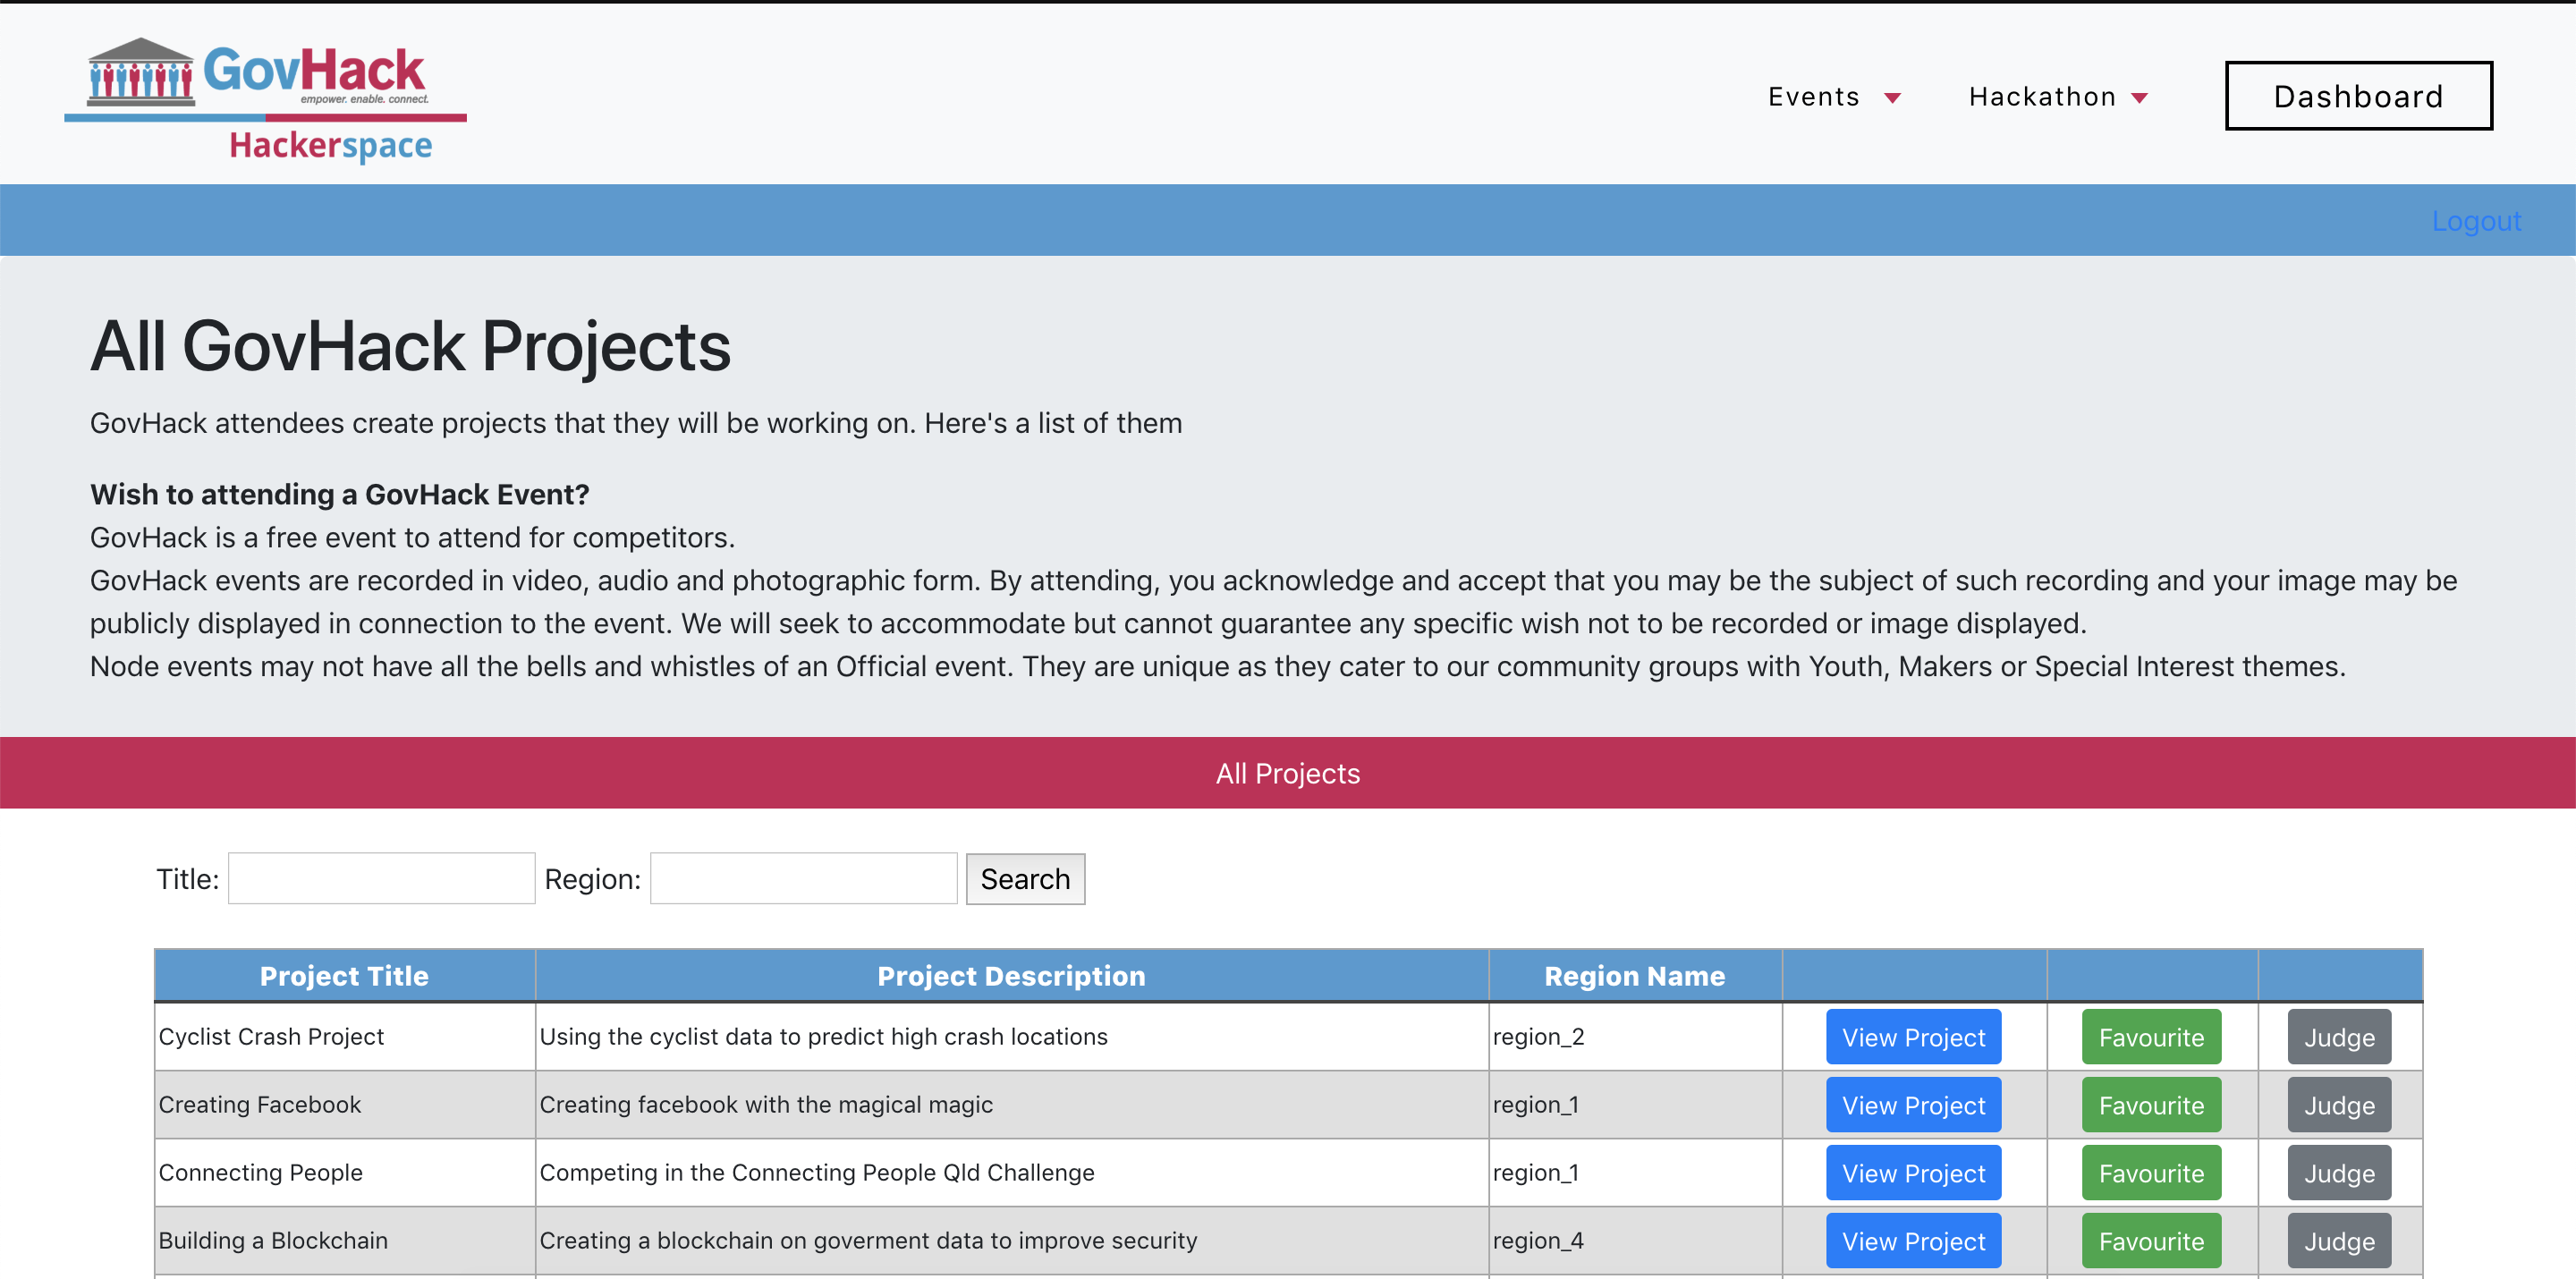 GovHack
empower. enable. connect.
Hackerspace
Events
Hackathon
Dashboard
Logout
All GovHack Projects
GovHack attendees create projects that they will be working on. Here's a list of them
Wish to attending a GovHack Event?
GovHack is a free event to attend for competitors.
GovHack events are recorded in video, audio and photographic form. By attending, you acknowledge and accept that you may be the subject of such recording and your image may be
publicly displayed in connection to the event. We will seek to accommodate but cannot guarantee any specific wish not to be recorded or image displayed.
Node events may not have all the bells and whistles of an Official event. They are unique as they cater to our community groups with Youth, Makers or Special Interest themes.
All Projects
Title: Region: Search
Project Title Project Description Region Name
Cyclist Crash Project Using the cyclist data to predict high crash locations region_2 View Project Favourite Judge
Creating Facebook Creating facebook with the magical magic region_1 View Project Favourite Judge
Connecting People Competing in the Connecting People Qld Challenge region_1 View Project Favourite Judge
Building a Blockchain Creating a blockchain on goverment data to improve security region_4 View Project Favourite Judge